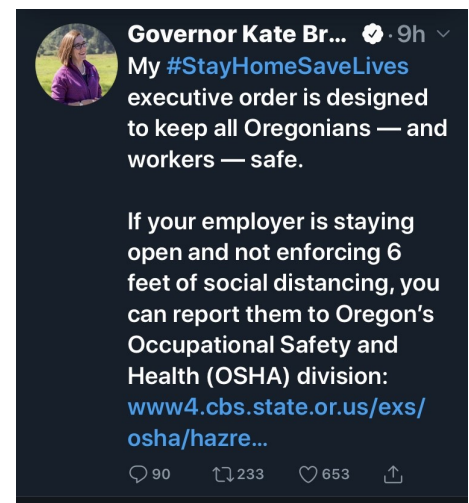 Governor Kate Br... · 9h
My #StayHomeSaveLives
executive order is designed
to keep all Oregonians — and
workers — safe.
If your employer is staying
open and not enforcing 6
feet of social distancing, you
can report them to Oregon's
Occupational Safety and
Health (OSHA) division:
www4.cbs.state.or.us/exs/
osha/hazre...
90 233 653